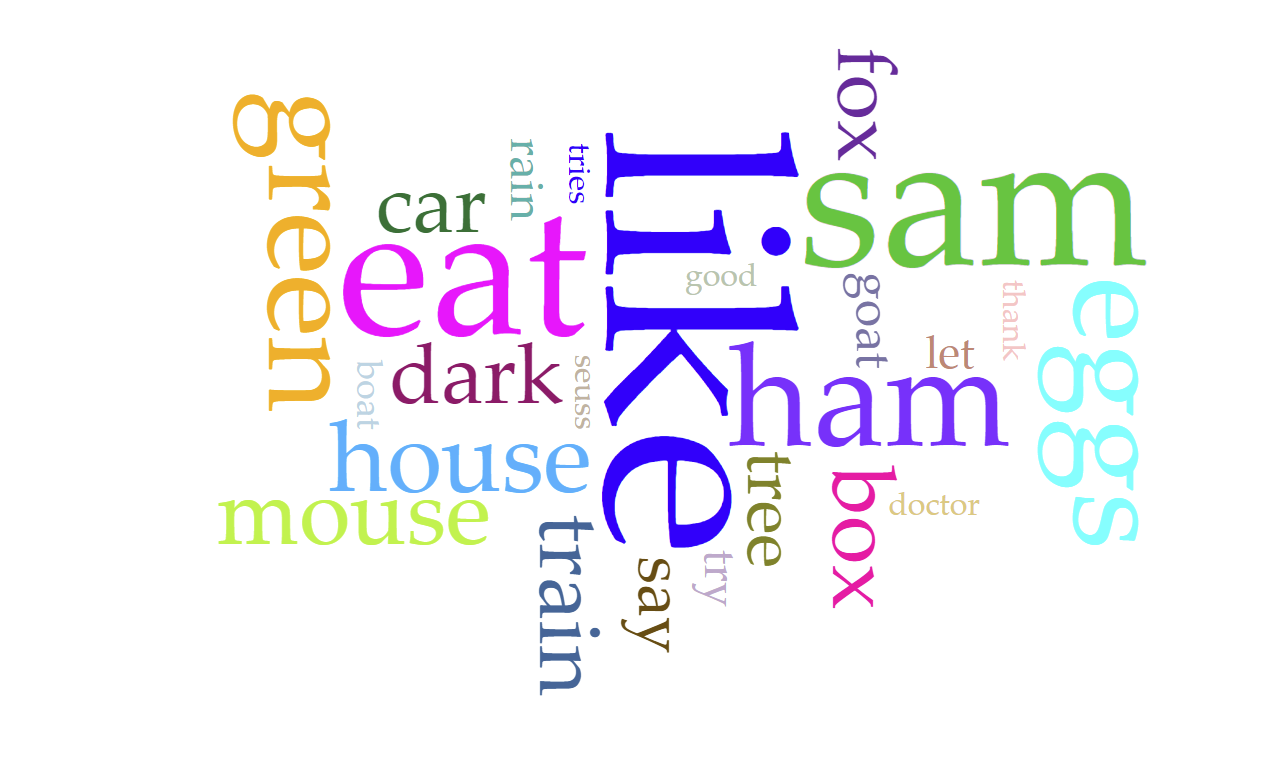 fox
green
like
rain
tries
sam
car
eat
good
goat
thank
eggs
ham
let
dark
seuss
boat
house
tree
box
mouse
doctor
train
say
try